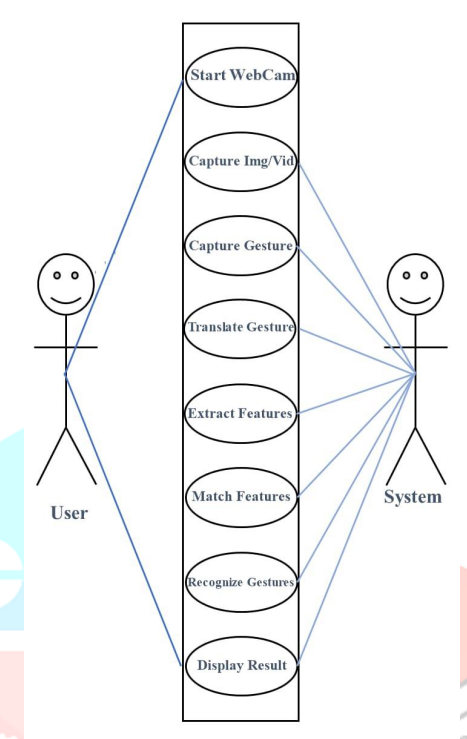 Start WebCam
Capture Img/Vid
Capture Gesture
Translate Gesture
Extract Features
Match Features
Recognize Gestures
Display Result
User
System